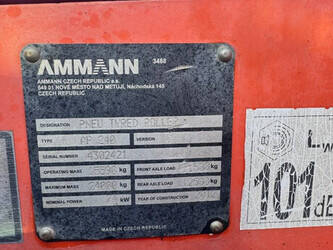 AMMANN
3488
AMMANN CZECH REPUBLIC a.s.
549 01 NOVÉ MĚSTO NAD METUJÍ, Náchodská 145
CZECH REPUBLIC
DESIGNATION PNEU TYRED ROLLER
TYPE AP 240 VERSION
SERIAL NUMBER 4302421
OPERATING MASS kg FRONT AXLE LOAD kg
MAXIMUM MASS 24000 kg REAR AXLE LOAD kg
NOMINAL POWER kW YEAR OF CONSTRUCTION
MADE IN CZECH REPUBLIC
L
101